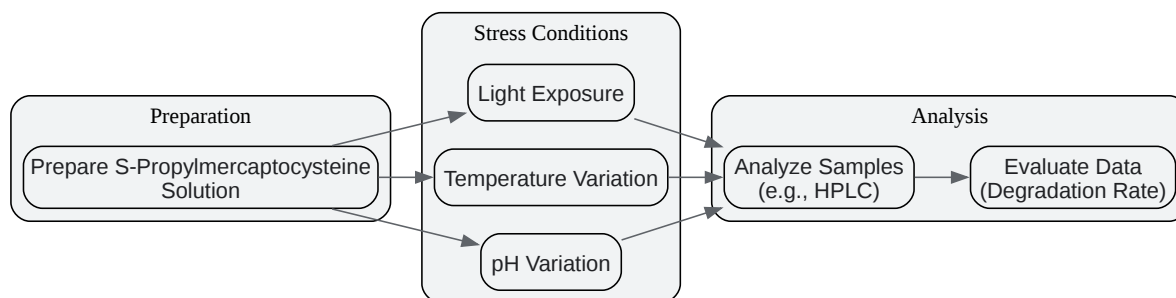 Preparation
Prepare S-Propylmercaptocysteine
Solution
Stress Conditions
Light Exposure
Temperature Variation
pH Variation
Analysis
Analyze Samples
(e.g., HPLC)
Evaluate Data
(Degradation Rate)